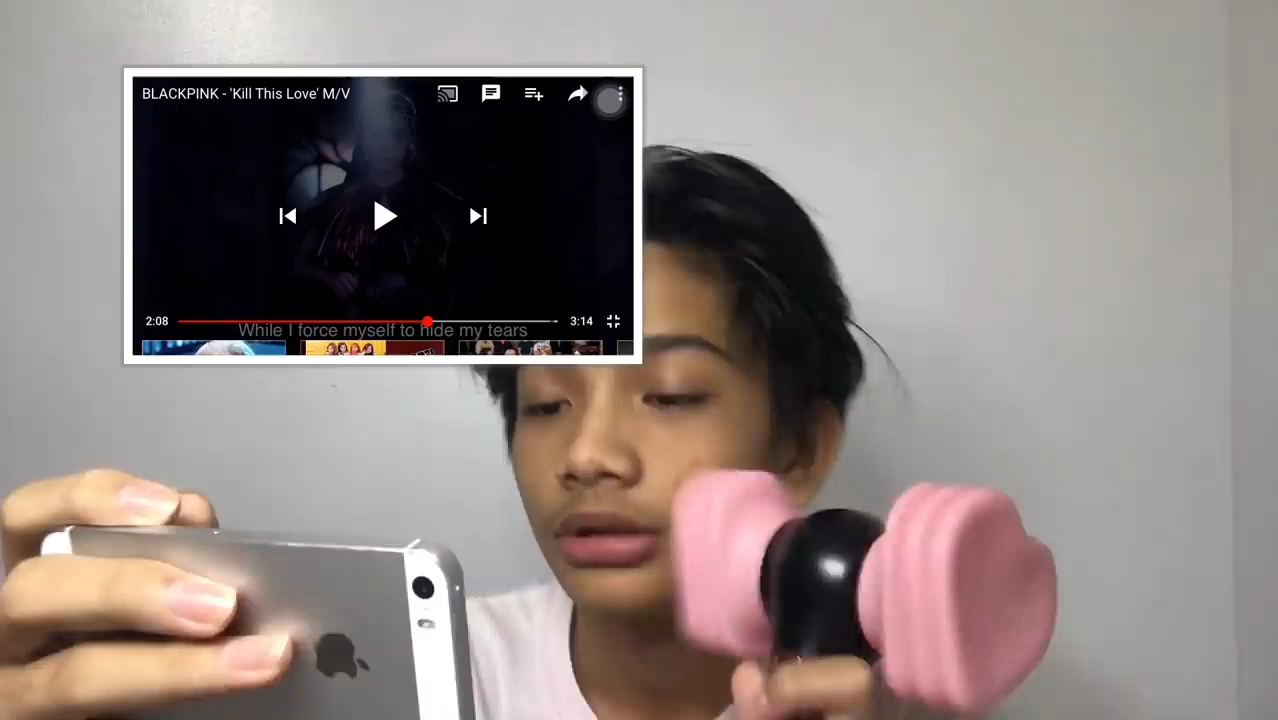 BLACKPINK - 'Kill This Love' M/V
2:08
3:14
While I force myself to hide my tears